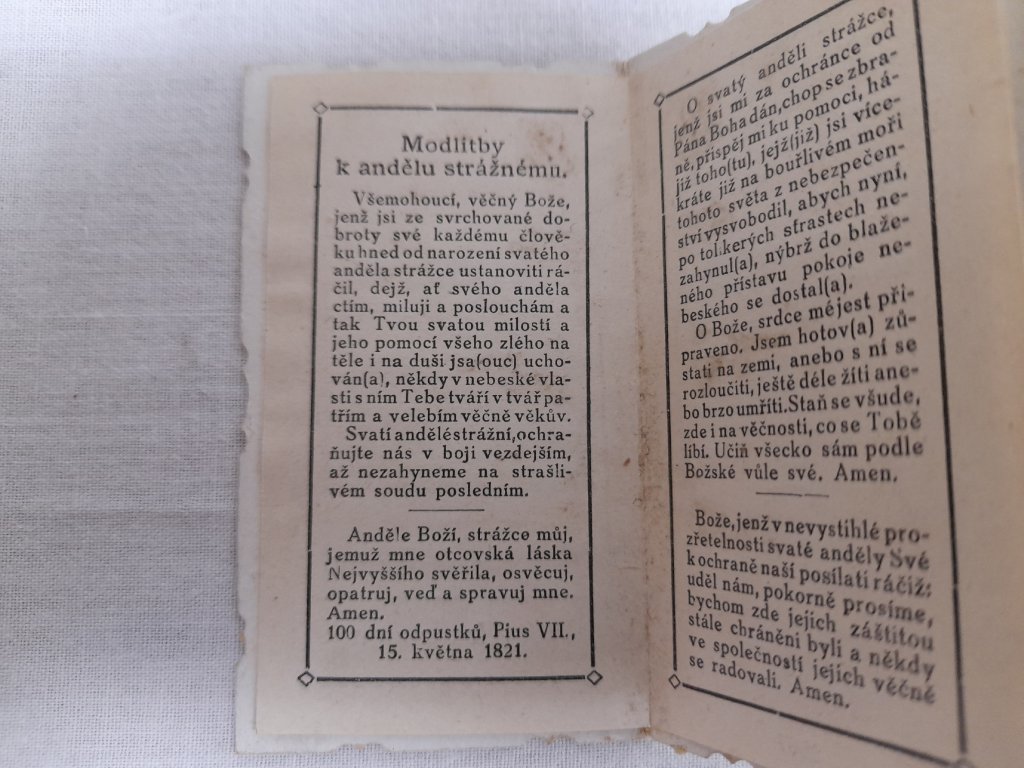 Modlitby
k andělu strážnému.
Všemohoucí, věčný Bože,
jenž jsi ze svrchované do-
broty své každému člově-
ku hned od narození svatého
anděla strážce ustanoviti rá-
čil, dejž, ať svého anděla
ctím, miluji a poslouchám a
tak Tvou svatou milostí a
jeho pomocí všeho zlého na
těle i na duši jsa(ouc) ucho-
ván(a), někdy v nebeské vla-
sti s ním Tebe tváří v tvář pa-
třím a velebím věčně věkův.
Svatí andělé strážní, ochra-
ňujte nás v boji vezdejším,
až nezahyneme na strašli-
vém soudu posledním.
Anděle Boží, strážce můj,
jemuž mne otcovská láska
Nejvyššího svěřila, osvěcuj,
opatruj, veď a spravuj mne.
Amen.
100 dní odpustků, Pius VII.,
15. května 1821.
O svatý anděli strážce,
jenž jsi mi za ochránce od
Pána Boha dán, chop se zbra-
ně, přispěj mi ku pomoci, há-
již toho(tu), jejž(již) jsi více-
kráte již na bouřlivém moři
tohoto světa z nebezpečen-
ství vysvobodil, abych nyní,
po tolikerých strastech ne-
zahynul(a), nýbrž do blaže-
ného přístavu pokoje ne-
beského se dostal(a).
O Bože, srdce mé jest při-
praveno. Jsem hotov(a) zů-
stati na zemi, anebo s ní se
rozloučiti, ještě déle žíti ane-
bo brzo umříti. Staň se všude,
zde i na věčnosti, co se Tobě
líbí. Učiň všecko sám podle
Božské vůle své. Amen.
Bože, jenž v nevystihlé pro-
zřetelnosti svaté anděly Své
k ochraně naší posílati ráčíž:
uděl nám, pokorně prosíme,
bychom zde jejich záštitou
stále chráněni byli a někdy
ve společnosti jejich věčně
se radovali. Amen.